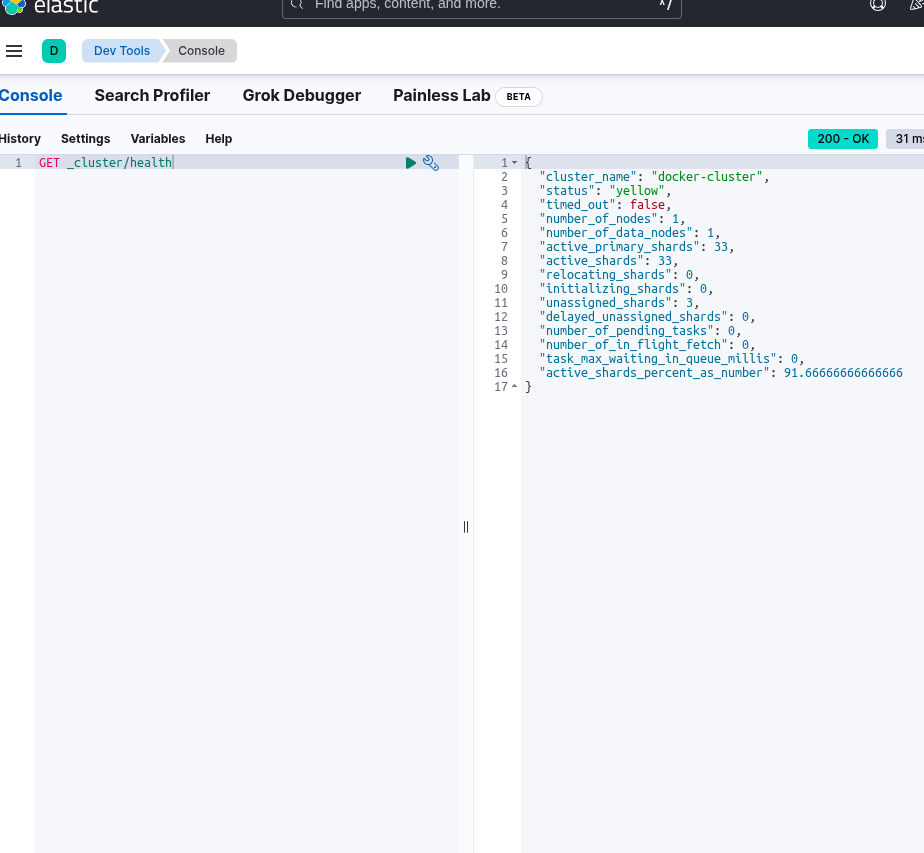 elastic
Find apps, content, and more.
^/
D
Dev Tools
Console
Console
Search Profiler
Grok Debugger
Painless Lab
BETA
History
Settings
Variables
Help
200 - OK
31 ms
1 GET _cluster/health
1 {
2 "cluster_name": "docker-cluster",
3 "status": "yellow",
4 "timed_out": false,
5 "number_of_nodes": 1,
6 "number_of_data_nodes": 1,
7 "active_primary_shards": 33,
8 "active_shards": 33,
9 "relocating_shards": 0,
10 "initializing_shards": 0,
11 "unassigned_shards": 3,
12 "delayed_unassigned_shards": 0,
13 "number_of_pending_tasks": 0,
14 "number_of_in_flight_fetch": 0,
15 "task_max_waiting_in_queue_millis": 0,
16 "active_shards_percent_as_number": 91.66666666666666
17 }